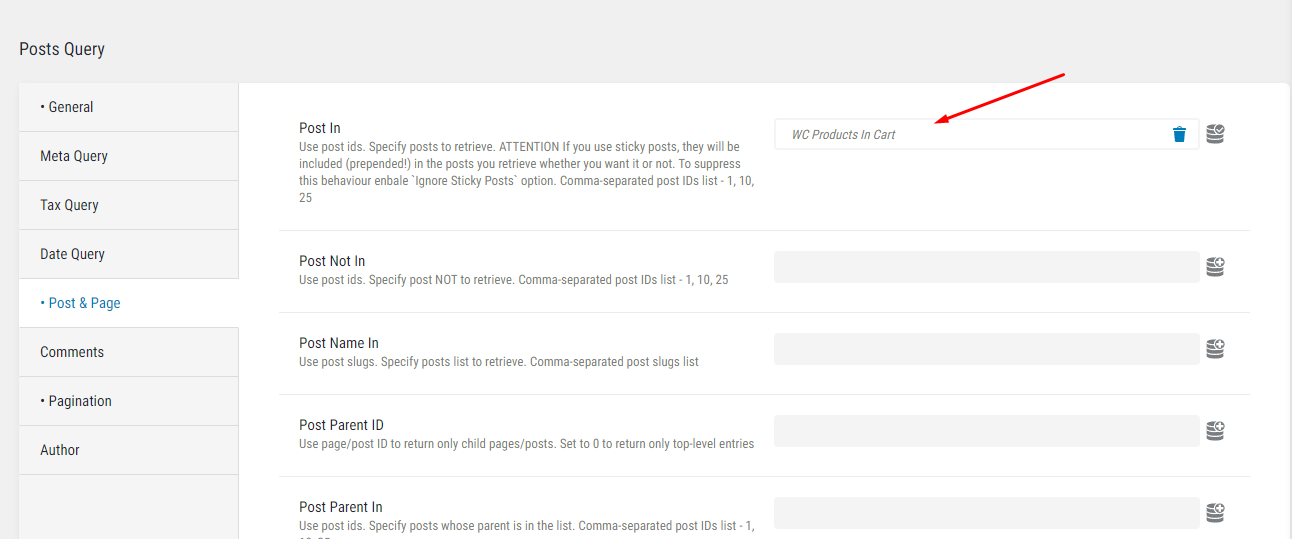 Posts Query
• General
Meta Query
Tax Query
Date Query
• Post & Page
Comments
• Pagination
Author
Post In
Use post ids. Specify posts to retrieve. ATTENTION If you use sticky posts, they will be
included (prepended!) in the posts you retrieve whether you want it or not. To suppress
this behaviour enbale `Ignore Sticky Posts` option. Comma-separated post IDs list - 1, 10,
25
WC Products In Cart
Post Not In
Use post ids. Specify post NOT to retrieve. Comma-separated post IDs list - 1, 10, 25
Post Name In
Use post slugs. Specify posts list to retrieve. Comma-separated post slugs list
Post Parent ID
Use page/post ID to return only child pages/posts. Set to 0 to return only top-level entries
Post Parent In
Use post ids. Specify posts whose parent is in the list. Comma-separated post IDs list - 1,